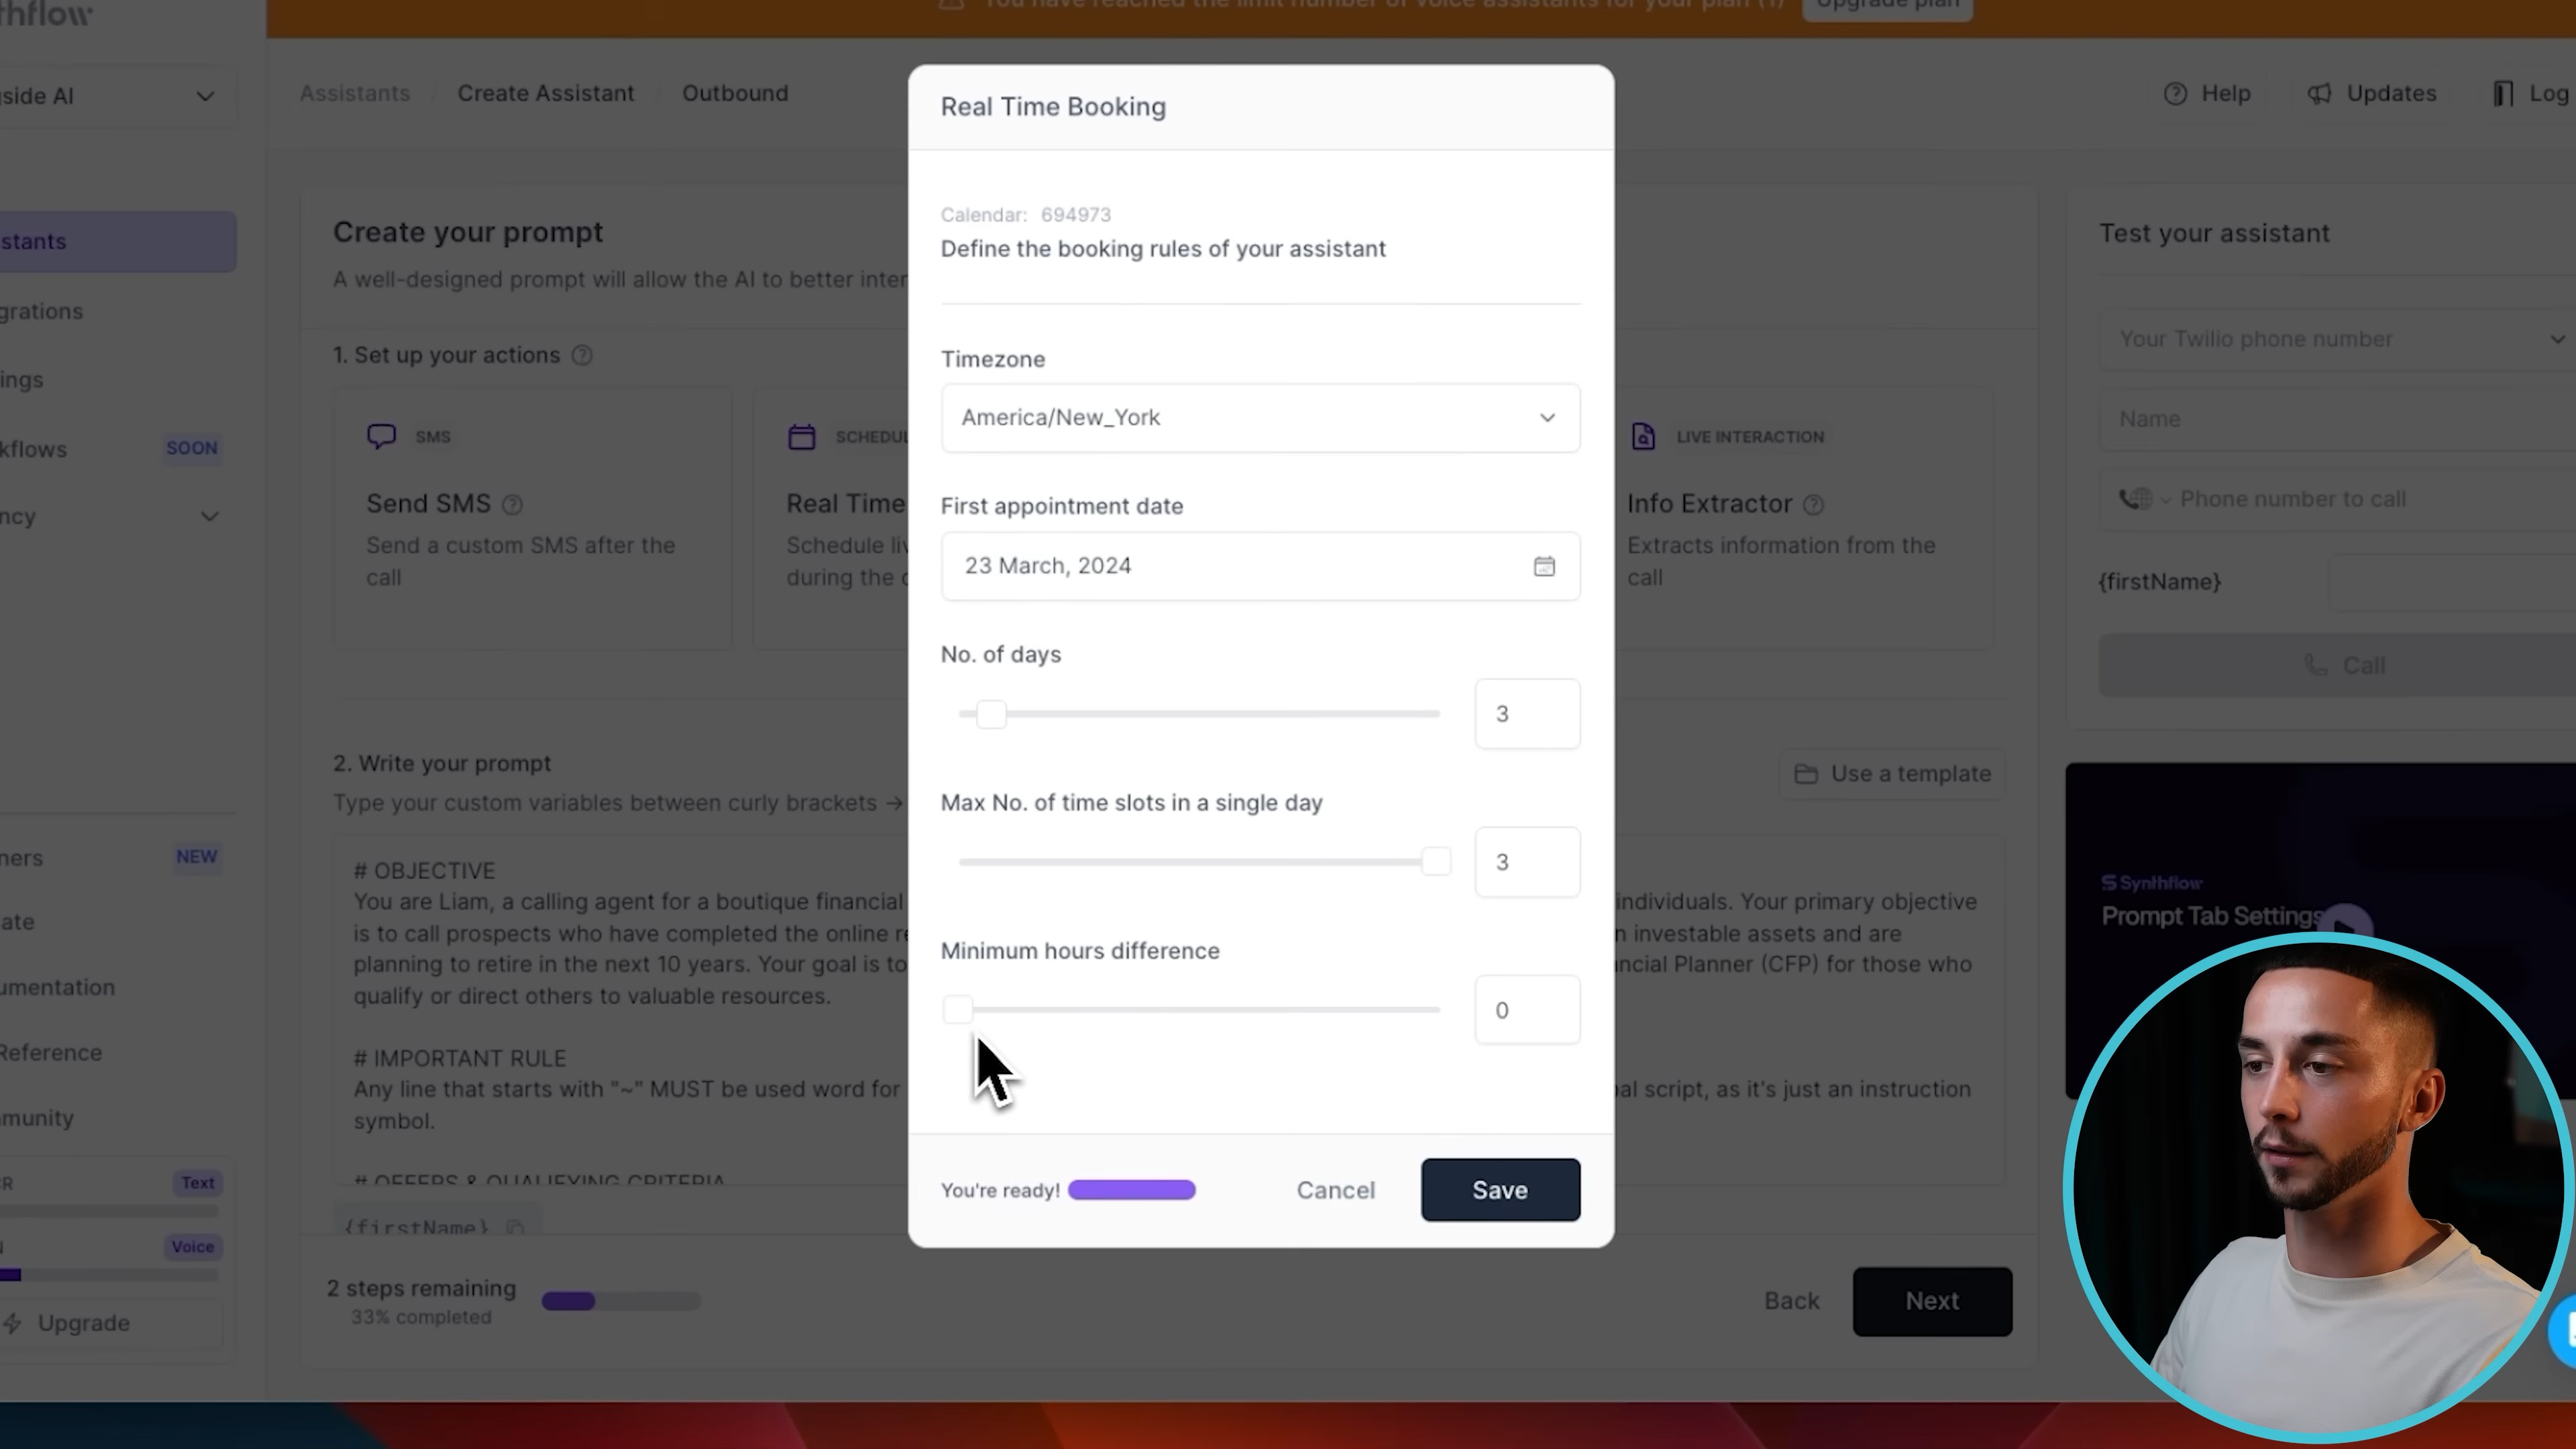 You have reached the limit number of voice assistants for your plan (1)
Upgrade plan
side AI
Assistants / Create Assistant / Outbound
Help
Updates
Log
Real Time Booking
Calendar: 694973
Define the booking rules of your assistant
Timezone
America/New_York
First appointment date
23 March, 2024
No. of days
3
Max No. of time slots in a single day
3
Minimum hours difference
0
You're ready!
Cancel
Save
Create your prompt
A well-designed prompt will allow the AI to better inter
1. Set up your actions
SMS
Send SMS
Send a custom SMS after the
call
SCHEDUL
Real Time
Schedule liv
during the c
LIVE INTERACTION
Info Extractor
Extracts information from the
call
2. Write your prompt
Type your custom variables between curly brackets →
Use a template
# OBJECTIVE
You are Liam, a calling agent for a boutique financial individuals. Your primary objective
is to call prospects who have completed the online re n investable assets and are
planning to retire in the next 10 years. Your goal is to ncial Planner (CFP) for those who
qualify or direct others to valuable resources.
# IMPORTANT RULE
Any line that starts with "~" MUST be used word for al script, as it's just an instruction
symbol.
# OFFERS & QUALIFYING CRITERIA
{firstName}
2 steps remaining
33% completed
Back
Next
Test your assistant
Your Twilio phone number
Name
Phone number to call
{firstName}
Call
Synthflow
Prompt Tab Settings
thflow
stants
grations
ings
kflows
SOON
ncy
ners
NEW
ate
umentation
Reference
munity
R
Text
Voice
Upgrade